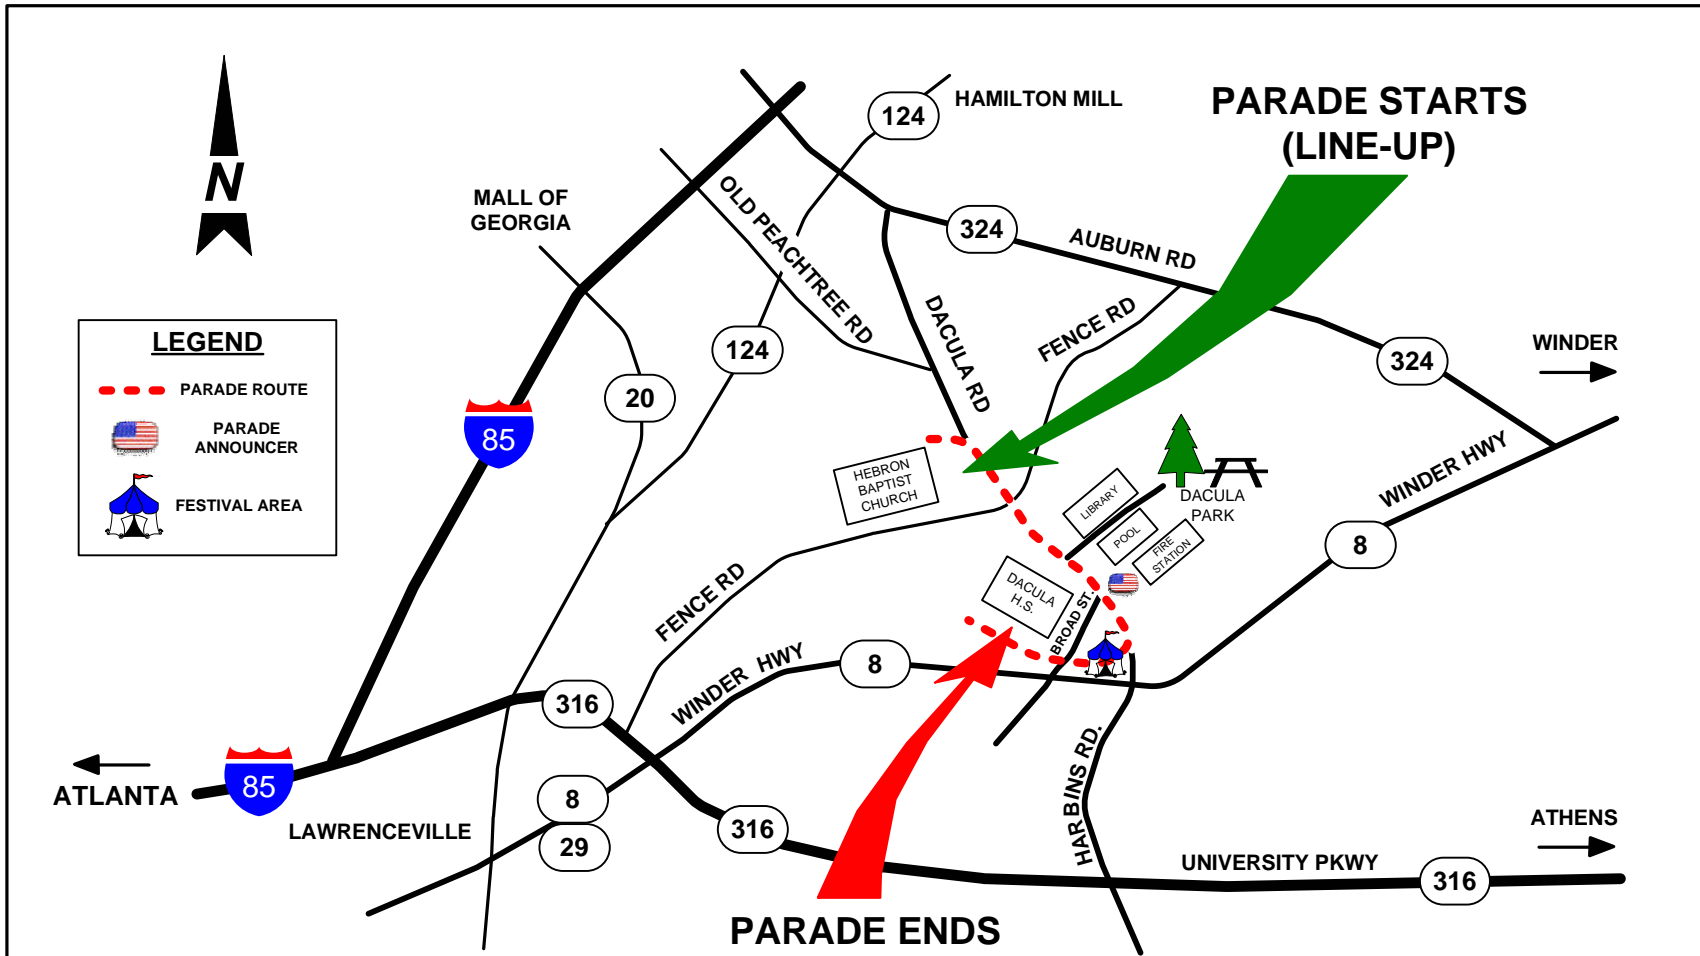 HAMILTON MILL
124
PARADE STARTS
(LINE-UP)
N
MALL OF
GEORGIA
OLD PEACHTREE RD
324
AUBURN RD
DACULA RD
FENCE RD
LEGEND
PARADE ROUTE
PARADE
ANNOUNCER
FESTIVAL AREA
124
20
85
324
WINDER
HEBRON
BAPTIST
CHURCH
LIBRARY
POOL
FIRE
STATION
DACULA
PARK
WINDER HWY
8
DACULA
H.S.
BROAD ST.
FENCE RD
WINDER HWY
8
316
85
ATLANTA
LAWRENCEVILLE
8
29
316
HARBINS RD.
UNIVERSITY PKWY
316
ATHENS
PARADE ENDS